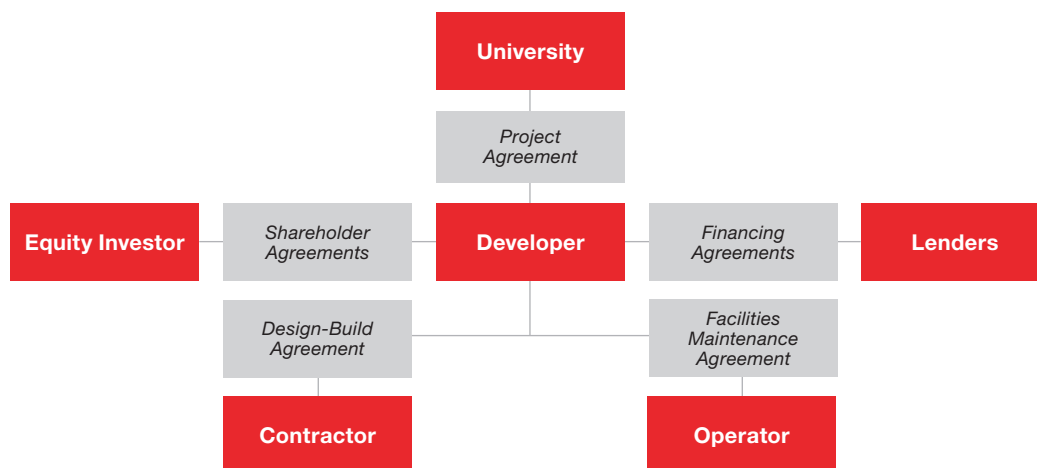 University
Project
Agreement
Equity Investor
Shareholder
Agreements
Developer
Financing
Agreements
Lenders
Design-Build
Agreement
Facilities
Maintenance
Agreement
Contractor
Operator